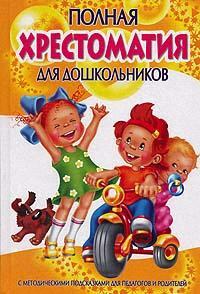 ПОЛНАЯ
ХРЕСТОМАТИЯ
ДЛЯ ДОШКОЛЬНИКОВ
С МЕТОДИЧЕСКИМИ ПОДСКАЗКАМИ ДЛЯ ПЕДАГОГОВ И РОДИТЕЛЕЙ